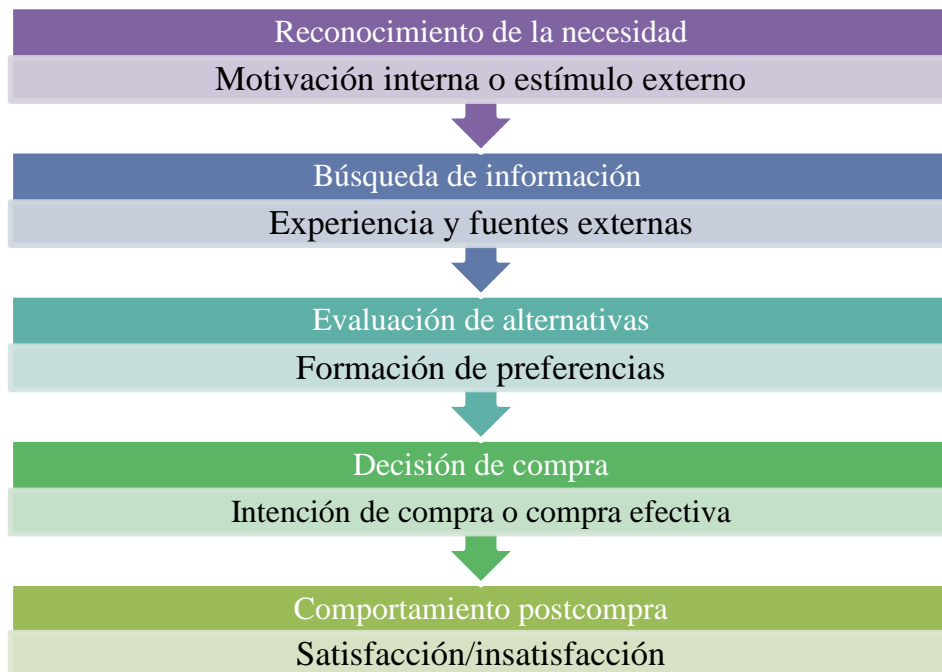 Reconocimiento de la necesidad
Motivación interna o estímulo externo
Búsqueda de información
Experiencia y fuentes externas
Evaluación de alternativas
Formación de preferencias
Decisión de compra
Intención de compra o compra efectiva
Comportamiento postcompra
Satisfacción/insatisfacción